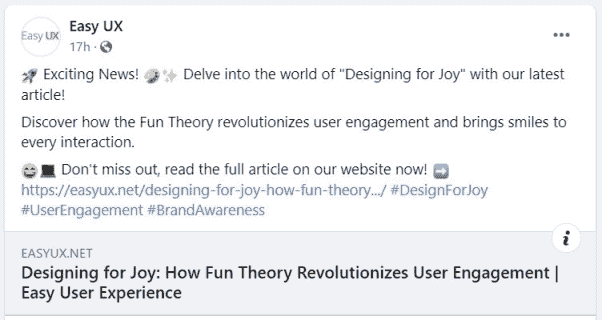 Easy UX
Easy UX
17h ·
🚀 Exciting News! 🎨✨ Delve into the world of "Designing for Joy" with our latest
article!
Discover how the Fun Theory revolutionizes user engagement and brings smiles to
every interaction.
😄💻 Don't miss out, read the full article on our website now! ➡️
https://easyux.net/designing-for-joy-how-fun-theory.../ #DesignForJoy
#UserEngagement #BrandAwareness
EASYUX.NET
Designing for Joy: How Fun Theory Revolutionizes User Engagement |
Easy User Experience